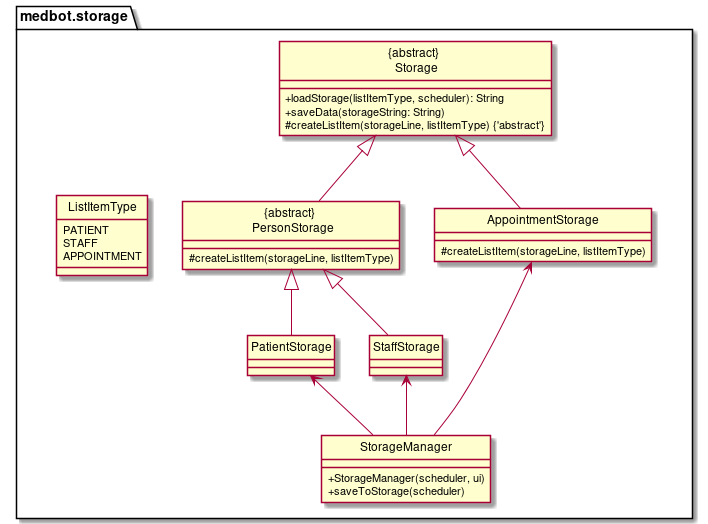 medbot.storage
{abstract}
Storage
+loadStorage(listItemType, scheduler): String
+saveData(storageString: String)
#createListItem(storageLine, listItemType) {'abstract'}
ListItemType
PATIENT
STAFF
APPOINTMENT
{abstract}
PersonStorage
#createListItem(storageLine, listItemType)
AppointmentStorage
#createListItem(storageLine, listItemType)
PatientStorage
StaffStorage
StorageManager
+StorageManager(scheduler, ui)
+saveToStorage(scheduler)